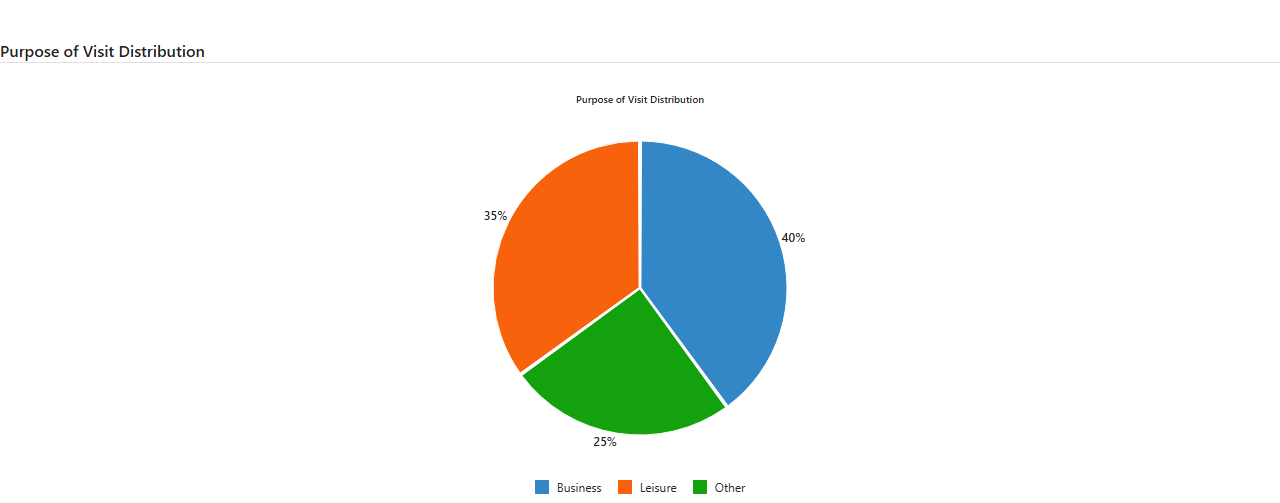 Purpose of Visit Distribution
Purpose of Visit Distribution
35%
40%
25%
Business Leisure Other